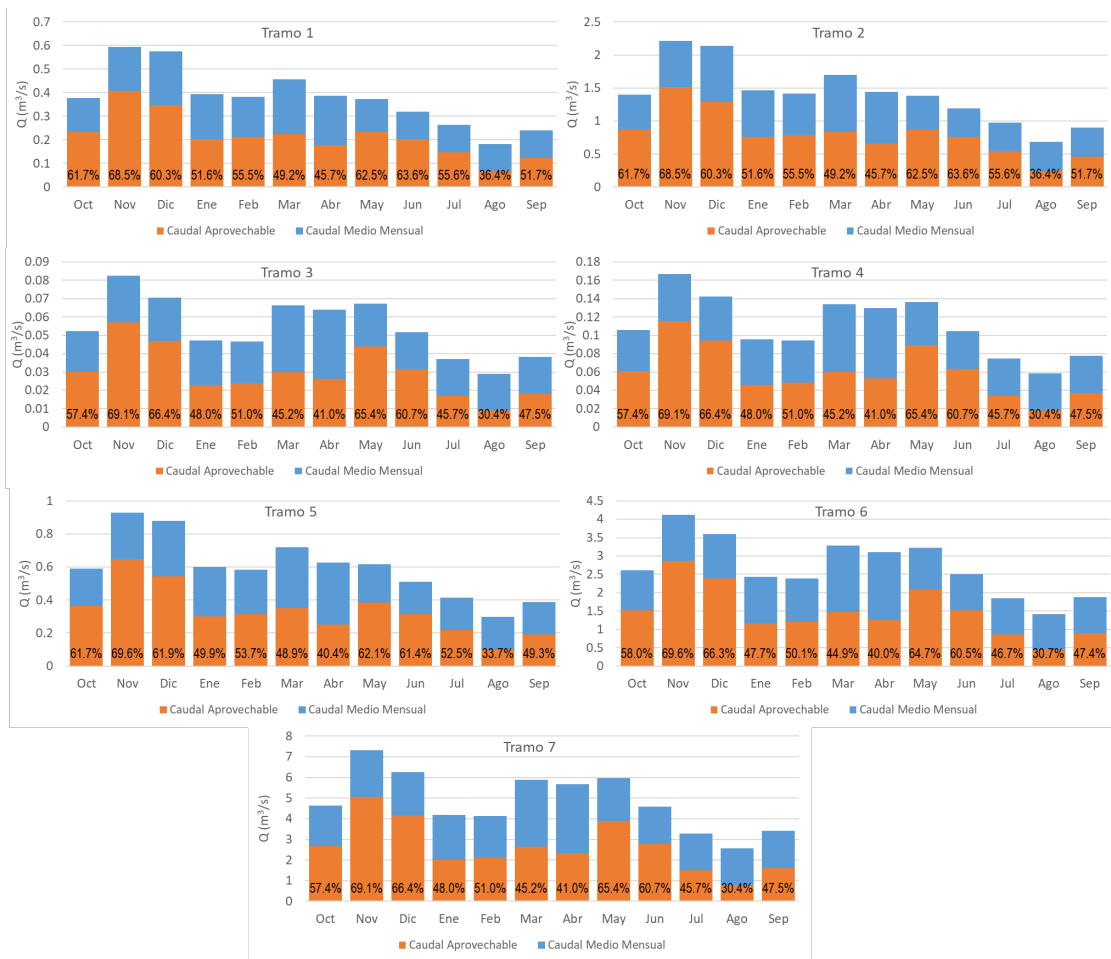 Tramo 1
Q (m³/s)
0.7
0.6
0.5
0.4
0.3
0.2
0.1
0
61.7% 68.5% 60.3% 51.6% 55.5% 49.2% 45.7% 62.5% 63.6% 55.6% 36.4% 51.7%
Oct Nov Dic Ene Feb Mar Abr May Jun Jul Ago Sep
Caudal Aprovechable Caudal Medio Mensual
Tramo 2
Q (m³/s)
2.5
2
1.5
1
0.5
0
61.7% 68.5% 60.3% 51.6% 55.5% 49.2% 45.7% 62.5% 63.6% 55.6% 36.4% 51.7%
Oct Nov Dic Ene Feb Mar Abr May Jun Jul Ago Sep
Caudal Aprovechable Caudal Medio Mensual
Tramo 3
Q (m³/s)
0.09
0.08
0.07
0.06
0.05
0.04
0.03
0.02
0.01
0
57.4% 69.1% 66.4% 48.0% 51.0% 45.2% 41.0% 65.4% 60.7% 45.7% 30.4% 47.5%
Oct Nov Dic Ene Feb Mar Abr May Jun Jul Ago Sep
Caudal Aprovechable Caudal Medio Mensual
Tramo 4
Q (m³/s)
0.18
0.16
0.14
0.12
0.1
0.08
0.06
0.04
0.02
0
57.4% 69.1% 66.4% 48.0% 51.0% 45.2% 41.0% 65.4% 60.7% 45.7% 30.4% 47.5%
Oct Nov Dic Ene Feb Mar Abr May Jun Jul Ago Sep
Caudal Aprovechable Caudal Medio Mensual
Tramo 5
Q (m³/s)
1
0.8
0.6
0.4
0.2
0
61.7% 69.6% 61.9% 49.9% 53.7% 48.9% 40.4% 62.1% 61.4% 52.5% 33.7% 49.3%
Oct Nov Dic Ene Feb Mar Abr May Jun Jul Ago Sep
Caudal Aprovechable Caudal Medio Mensual
Tramo 6
Q (m³/s)
4.5
4
3.5
3
2.5
2
1.5
1
0.5
0
58.0% 69.6% 66.3% 47.7% 50.1% 44.9% 40.0% 64.7% 60.5% 46.7% 30.7% 47.4%
Oct Nov Dic Ene Feb Mar Abr May Jun Jul Ago Sep
Caudal Aprovechable Caudal Medio Mensual
Tramo 7
Q (m³/s)
8
7
6
5
4
3
2
1
0
57.4% 69.1% 66.4% 48.0% 51.0% 45.2% 41.0% 65.4% 60.7% 45.7% 30.4% 47.5%
Oct Nov Dic Ene Feb Mar Abr May Jun Jul Ago Sep
Caudal Aprovechable Caudal Medio Mensual